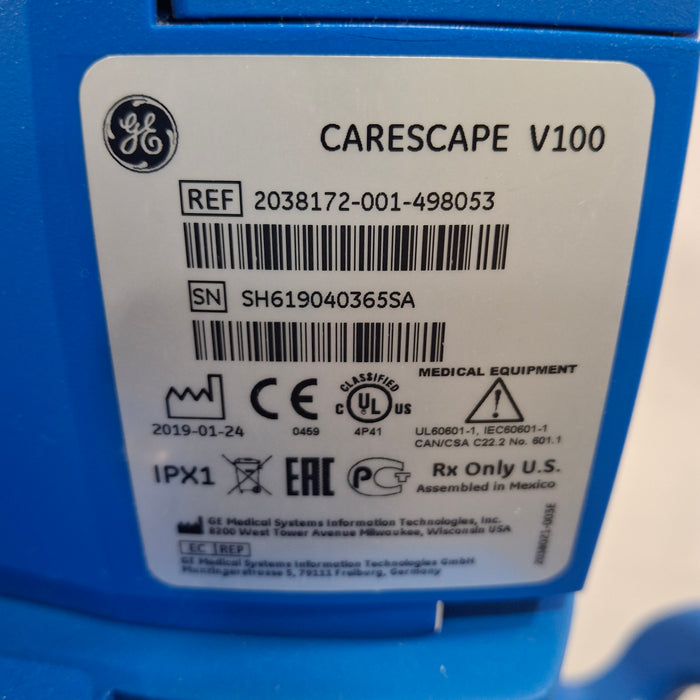 GE
CARESCAPE V100
REF 2038172-001-498053
SN SH619040365SA
2019-01-24
CE 0459
CLASSIFIED
C UL US
4P41
MEDICAL EQUIPMENT
UL60601-1, IEC60601-1
CAN/CSA C22.2 No. 601.1
IPX1
EAC
РСТ
Rx Only U.S.
Assembled in Mexico
GE Medical Systems Information Technologies, Inc.
8200 West Tower Avenue Milwaukee, Wisconsin USA
EC REP
GE Medical Systems Information Technologies GmbH
Munzingerstrasse 5, 79111 Freiburg, Germany